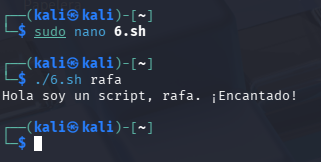 ┌──(kali㉿kali)-[~]
└─$ sudo nano 6.sh
┌──(kali㉿kali)-[~]
└─$ ./6.sh rafa
Hola soy un script, rafa. ¡Encantado!
┌──(kali㉿kali)-[~]
└─$